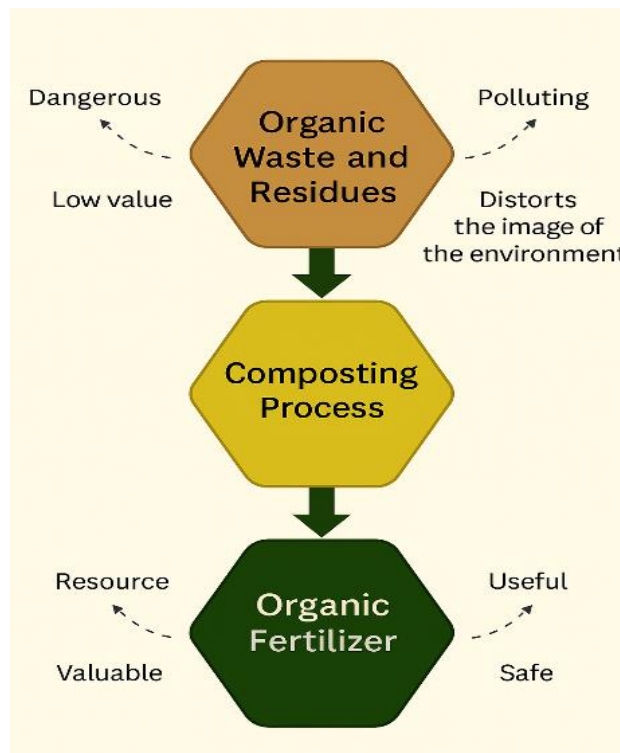 Dangerous
Polluting
Organic
Waste and
Residues
Low value
Distorts
the image of
the environment
Composting
Process
Resource
Useful
Organic
Fertilizer
Valuable
Safe